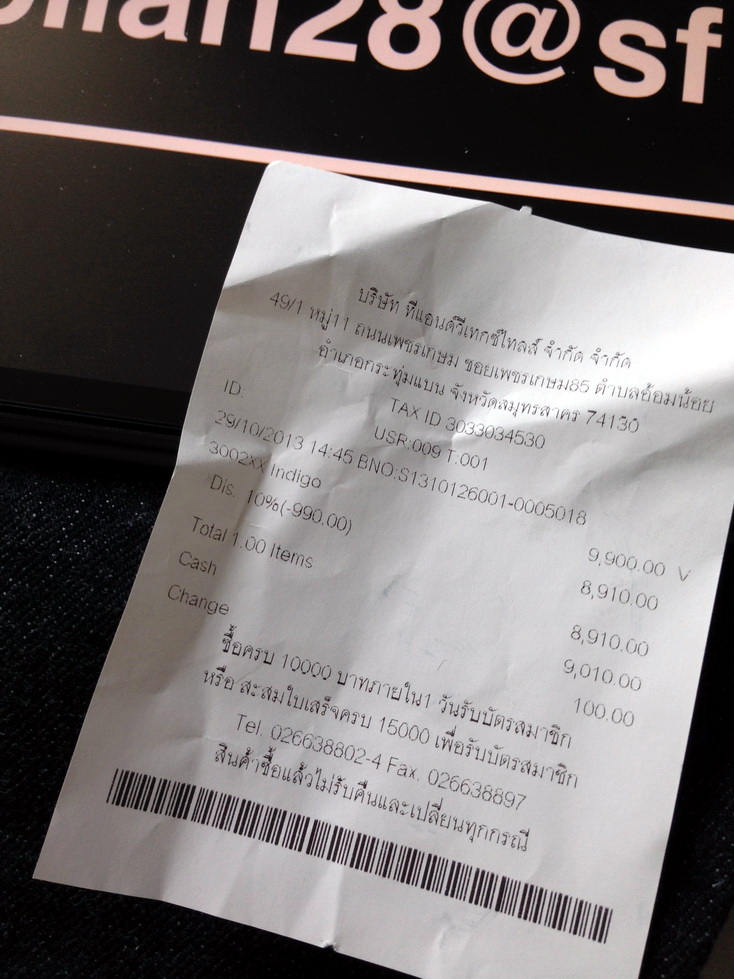 28@sf
บริษัท ทีแอนด์วีเทกซ์ไทลส์ จำกัด จำกัด
49/1 หมู่11 ถนนเพชรเกษม ซอยเพชรเกษม85 ตำบลอ้อมน้อย
อำเภอกระทุ่มแบน จังหวัดสมุทรสาคร 74130
TAX ID 3033034530
ID: USR:009 T.001
29/10/2013 14:45 BNO:S1310126001-0005018
3002xx Indigo 9,900.00 V
Dis. 10%(-990.00) 8,910.00
Total 1.00 Items 8,910.00
Cash 9,010.00
Change 100.00
ซื้อครบ 10000 บาทภายใน1 วันรับบัตรสมาชิก
หรือ สะสมใบเสร็จครบ 15000 เพื่อรับบัตรสมาชิก
Tel. 026638802-4 Fax. 026638897
สินค้าซื้อแล้วไม่รับคืนและเปลี่ยนทุกกรณี